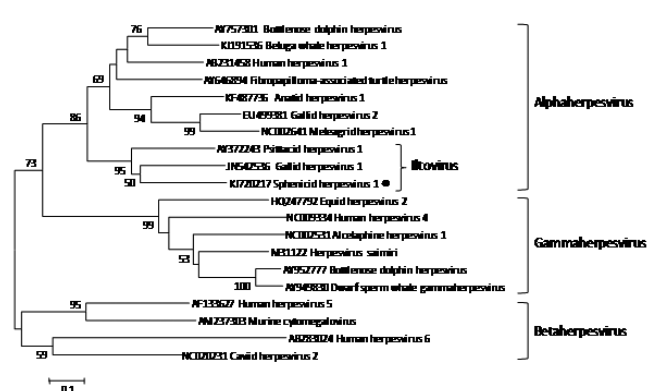 76
AY757301 Bottlenose dolphin herpesvirus
KJ191536 Beluga whale herpesvirus 1
AB231458 Human herpesvirus 1
69
AY646894 Fibropapilloma-associated turtle herpesvirus
KF487736 Anatid herpesvirus 1
Alphaherpesvirus
86
94
EU499381 Gallid herpesvirus 2
99
NC002641 Meleagrid herpesvirus 1
AY372243 Psittacid herpesvirus 1
73
95
JN542536 Gallid herpesvirus 1
Iltovirus
50
KJ720217 Sphenicid herpesvirus 1
HQ247792 Equid herpesvirus 2
99
NC009334 Human herpesvirus 4
NC002531 Alcelaphine herpesvirus 1
Gammaherpesvirus
53
M31122 Herpesvirus saimiri
AY952777 Bottlenose dolphin herpesvirus
100
AY949830 Dwarf sperm whale gammaherpesvirus
95
AF133627 Human herpesvirus 5
AM237303 Murine cytomegalovirus
Betaherpesvirus
AB283024 Human herpesvirus 6
59
NC020231 Caviid herpesvirus 2
0.1